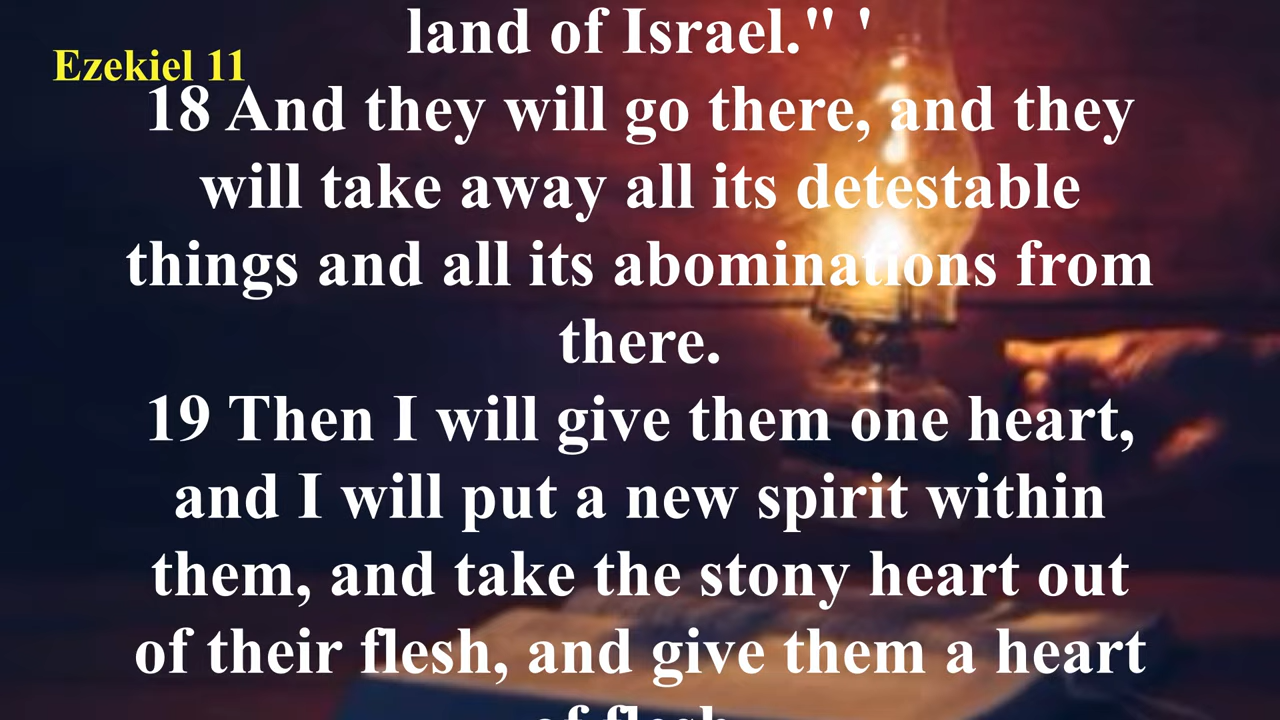 land of Israel." '
Ezekiel 11
18 And they will go there, and they
will take away all its detestable
things and all its abominations from
there.
19 Then I will give them one heart,
and I will put a new spirit within
them, and take the stony heart out
of their flesh, and give them a heart
of flesh